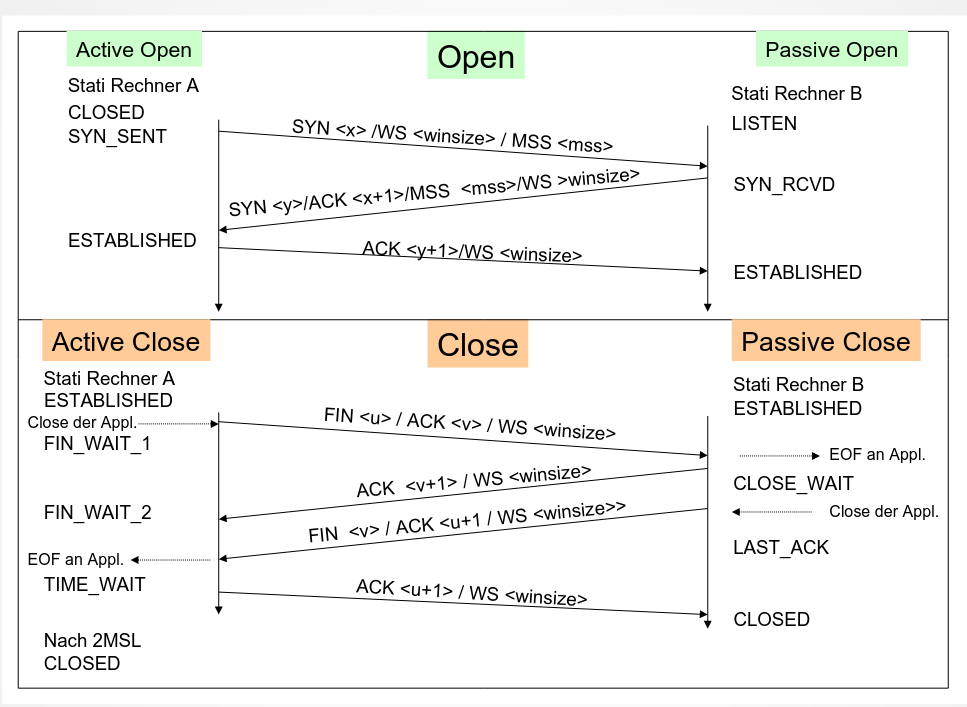 Active Open
Open
Passive Open
Stati Rechner A
Stati Rechner B
CLOSED
LISTEN
SYN_SENT
SYN <x> /WS <winsize> / MSS <mss>
SYN_RCVD
SYN <y>/ACK <x+1>/MSS <mss>/WS >winsize>
ESTABLISHED
ACK <y+1>/WS <winsize>
ESTABLISHED
Active Close
Close
Passive Close
Stati Rechner A
Stati Rechner B
ESTABLISHED
ESTABLISHED
Close der Appl.
FIN <u> / ACK <v> / WS <winsize>
FIN_WAIT_1
EOF an Appl.
CLOSE_WAIT
ACK <v+1> / WS <winsize>
FIN_WAIT_2
Close der Appl.
FIN <v> / ACK <u+1 / WS <winsize>>
LAST_ACK
EOF an Appl.
TIME_WAIT
ACK <u+1> / WS <winsize>
CLOSED
Nach 2MSL
CLOSED